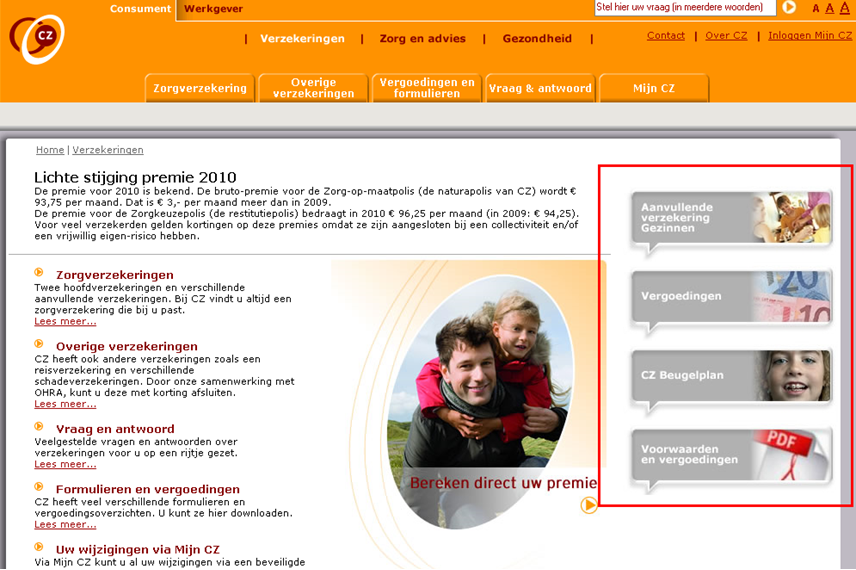 Consument
Werkgever
Stel hier uw vraag (in meerdere woorden)
A A A
CZ
| Verzekeringen | Zorg en advies | Gezondheid |
Contact | Over CZ | Inloggen Mijn CZ
Zorgverzekering
Overige
verzekeringen
Vergoedingen en
formulieren
Vraag & antwoord
Mijn CZ
Home | Verzekeringen
Lichte stijging premie 2010
De premie voor 2010 is bekend. De bruto-premie voor de Zorg-op-maatpolis (de naturapolis van CZ) wordt €
93,75 per maand. Dat is € 3,- per maand meer dan in 2009.
De premie voor de Zorgkeuzepolis (de restitutiepolis) bedraagt in 2010 € 96,25 per maand (in 2009: € 94,25).
Voor veel verzekerden gelden kortingen op deze premies omdat ze zijn aangesloten bij een collectiviteit en/of
een vrijwillig eigen-risico hebben.
Zorgverzekeringen
Twee hoofdverzekeringen en verschillende
aanvullende verzekeringen. Bij CZ vindt u altijd een
zorgverzekering die bij u past.
Lees meer...
Overige verzekeringen
CZ heeft ook andere verzekeringen zoals een
reisverzekering en verschillende
schadeverzekeringen. Door onze samenwerking met
OHRA, kunt u deze met korting afsluiten.
Lees meer...
Vraag en antwoord
Veelgestelde vragen en antwoorden over
verzekeringen voor u op een rijtje gezet.
Lees meer...
Formulieren en vergoedingen
CZ heeft veel verschillende formulieren en
vergoedingsoverzichten. U kunt ze hier downloaden.
Lees meer...
Uw wijzigingen via Mijn CZ
Via Mijn CZ kunt u al uw wijzigingen via een beveiligde
Bereken direct uw premie
Aanvullende
verzekering
Gezinnen
Vergoedingen
20
10
CZ Beugelplan
Voorwaarden
en vergoedingen
PDF